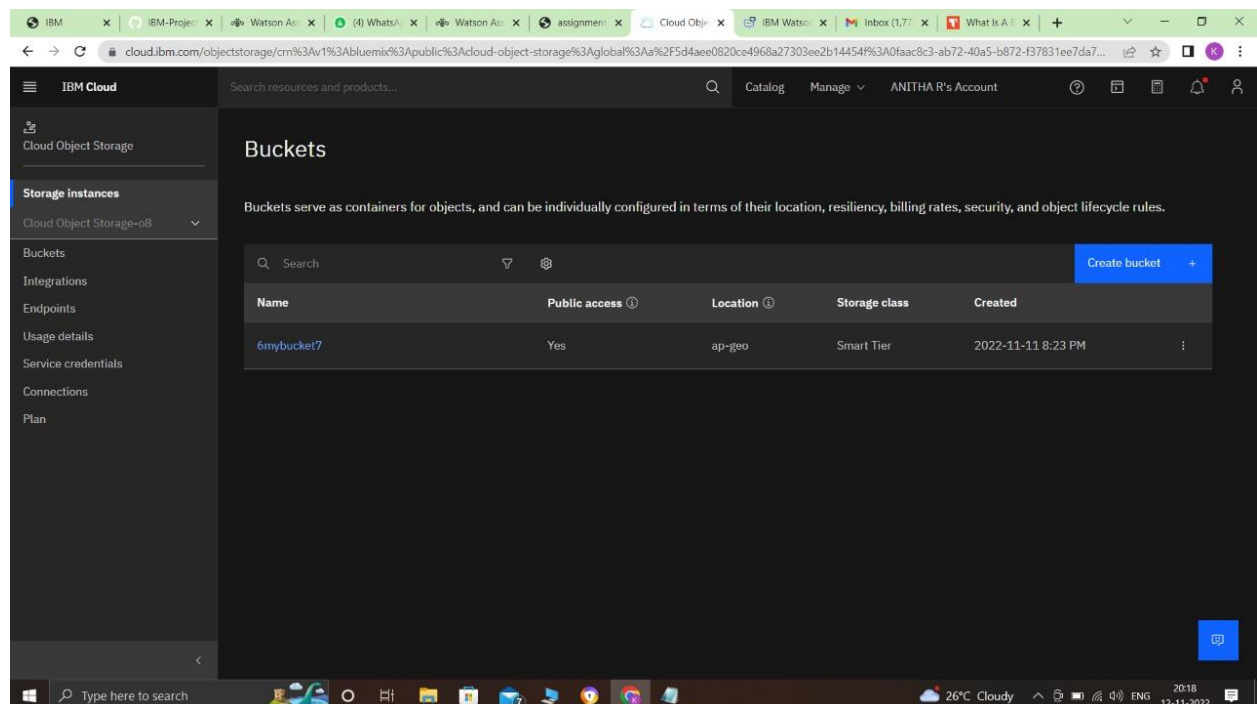 IBM
IBM-Project
Watson Ass
(4) WhatsA
Watson Ass
assignment
Cloud Obje
IBM Watso
Inbox (1,77
What Is A B
cloud.ibm.com/objectstorage/crn%3Av1%3Abluemix%3Apublic%3Acloud-object-storage%3Aglobal%3Aa%2F5d4aee0820ce4968a27303ee2b14454f%3A0faac8c3-ab72-40a5-b872-f37831ee7da7...
K
IBM Cloud
Search resources and products...
Catalog
Manage
ANITHA R's Account
Cloud Object Storage
Storage instances
Cloud Object Storage-o8
Buckets
Integrations
Endpoints
Usage details
Service credentials
Connections
Plan
Buckets
Buckets serve as containers for objects, and can be individually configured in terms of their location, resiliency, billing rates, security, and object lifecycle rules.
Search
Create bucket +
Name Public access Location Storage class Created
6mybucket7 Yes ap-geo Smart Tier 2022-11-11 8:23 PM
Type here to search
26°C Cloudy
ENG
20:18
12-11-2022